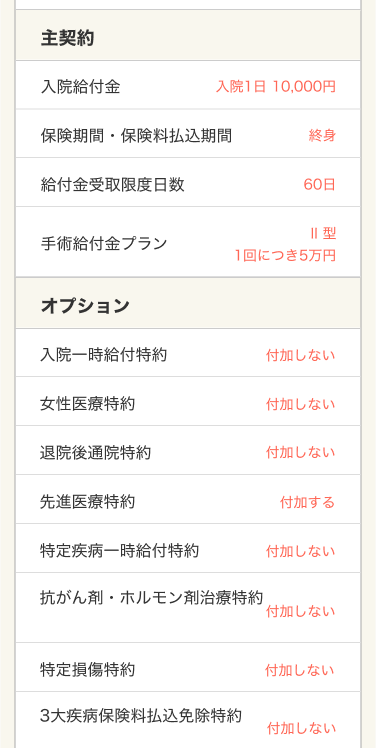 主契約
入院給付金 入院1日 10,000円
保険期間・保険料払込期間 終身
給付金受取限度日数 60日
手術給付金プラン II 型
1回につき5万円
オプション
入院一時給付特約 付加しない
女性医療特約 付加しない
退院後通院特約 付加しない
先進医療特約 付加する
特定疾病一時給付特約 付加しない
抗がん剤・ホルモン剤治療特約 付加しない
特定損傷特約 付加しない
3大疾病保険料払込免除特約 付加しない